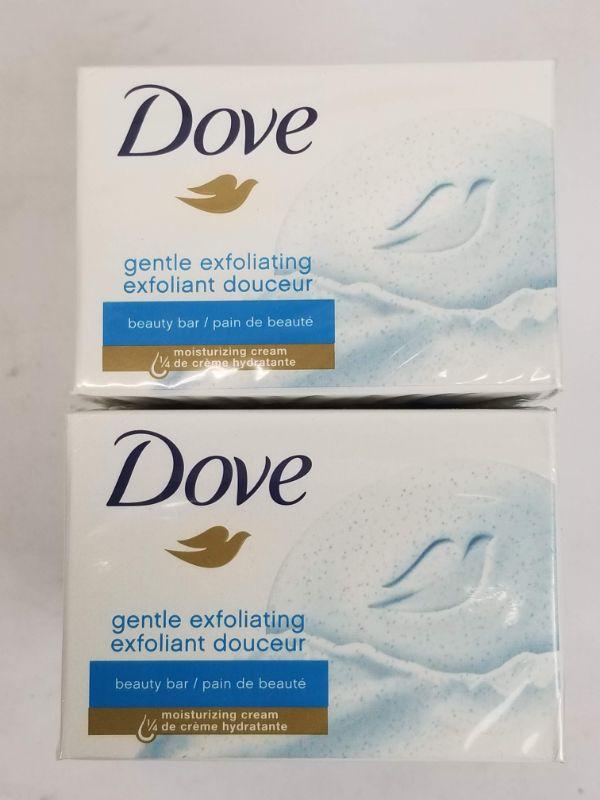 Dove
gentle exfoliating
exfoliant douceur
beauty bar / pain de beauté
moisturizing cream
¼ de crème hydratante
Dove
gentle exfoliating
exfoliant douceur
beauty bar / pain de beauté
moisturizing cream
¼ de crème hydratante